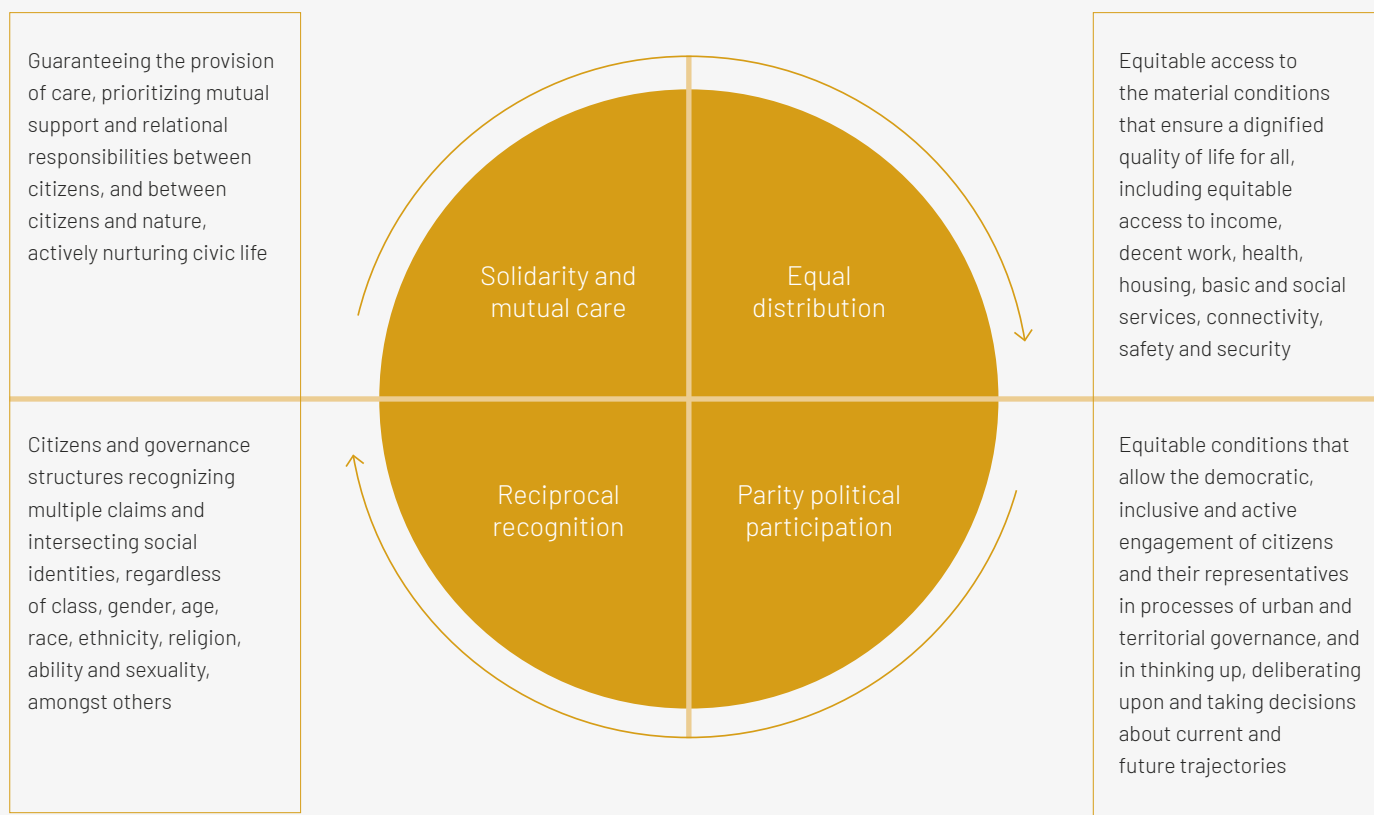 Guaranteeing the provision
of care, prioritizing mutual
support and relational
responsibilities between
citizens, and between
citizens and nature,
actively nurturing civic life
Solidarity and
mutual care
Equal
distribution
Equitable access to
the material conditions
that ensure a dignified
quality of life for all,
including equitable
access to income,
decent work, health,
housing, basic and social
services, connectivity,
safety and security
Citizens and governance
structures recognizing
multiple claims and
intersecting social
identities, regardless
of class, gender, age,
race, ethnicity, religion,
ability and sexuality,
amongst others
Reciprocal
recognition
Parity political
participation
Equitable conditions that
allow the democratic,
inclusive and active
engagement of citizens
and their representatives
in processes of urban and
territorial governance, and
in thinking up, deliberating
upon and taking decisions
about current and
future trajectories